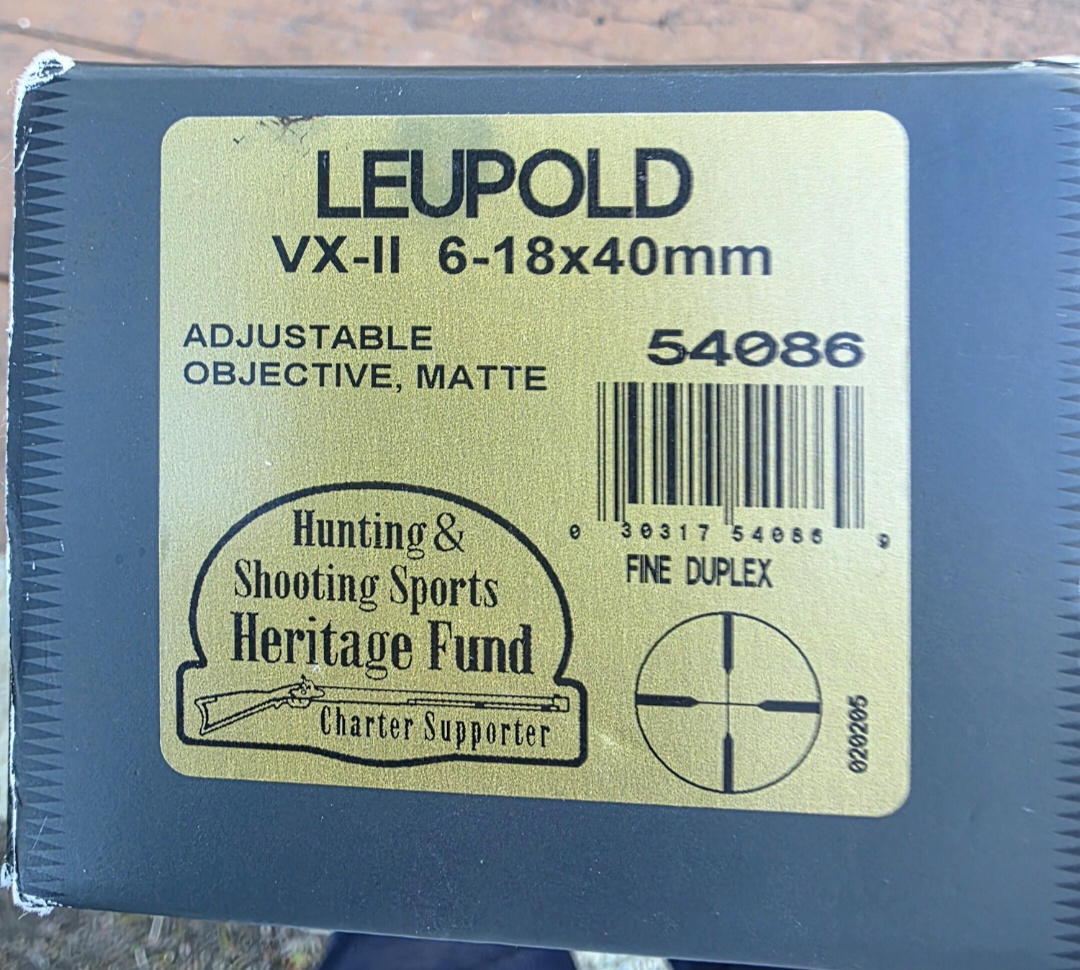 LEUPOLD
VX-II 6-18x40mm
ADJUSTABLE
OBJECTIVE, MATTE
54086
0 30317 54086 9
FINE DUPLEX
Hunting &
Shooting Sports
Heritage Fund
Charter Supporter
020205